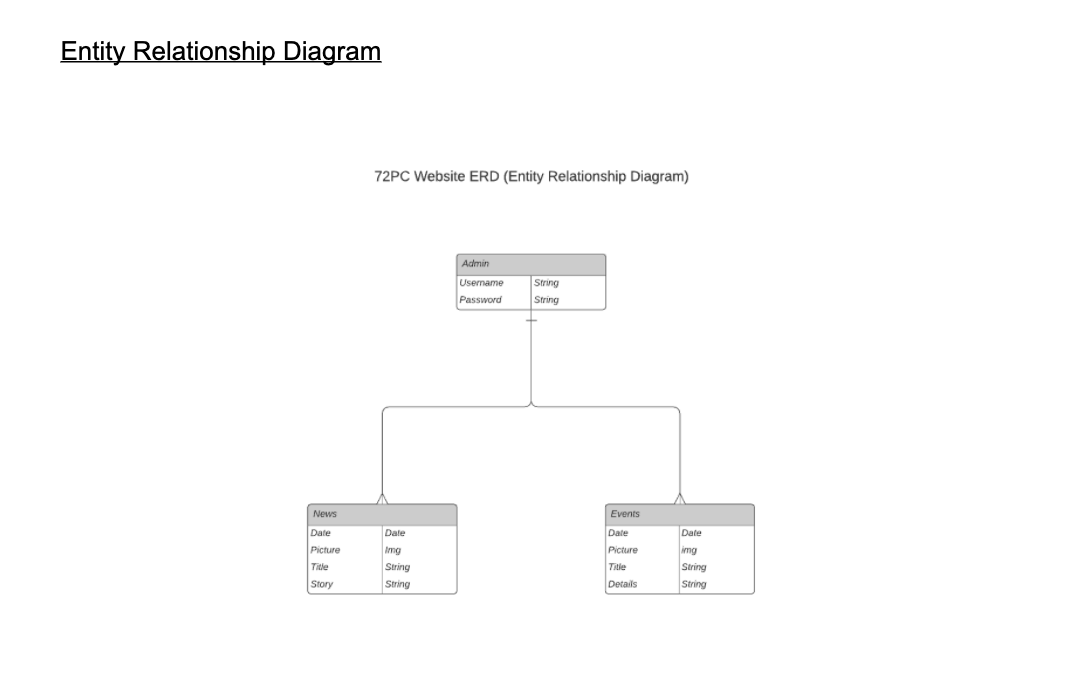 Entity Relationship Diagram
72PC Website ERD (Entity Relationship Diagram)
Admin
Username String
Password String
News
Date Date
Picture Img
Title String
Story String
Events
Date Date
Picture img
Title String
Details String